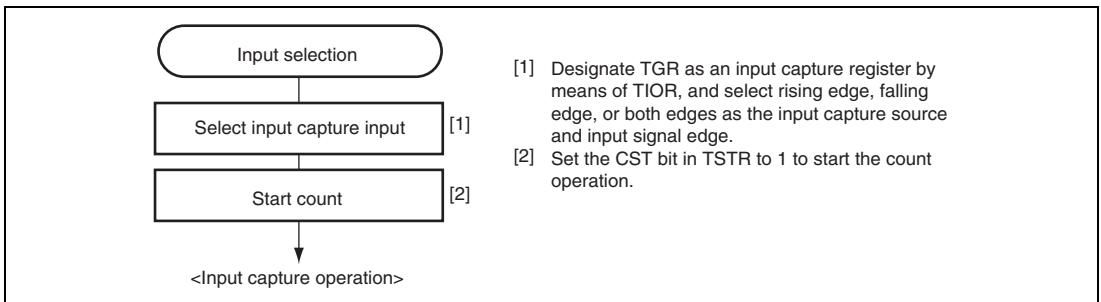 Input selection
Select input capture input
[1]
Start count
[2]
<Input capture operation>
[1] Designate TGR as an input capture register by
means of TIOR, and select rising edge, falling
edge, or both edges as the input capture source
and input signal edge.
[2] Set the CST bit in TSTR to 1 to start the count
operation.